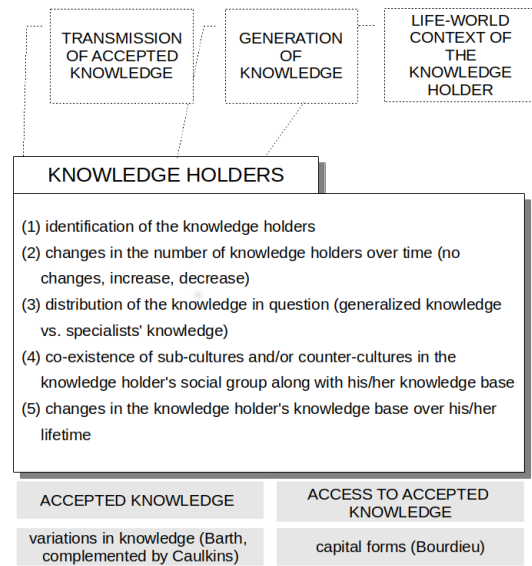 TRANSMISSION
OF ACCEPTED
KNOWLEDGE
GENERATION
OF
KNOWLEDGE
LIFE-WORLD
CONTEXT OF
THE
KNOWLEDGE
HOLDER
KNOWLEDGE HOLDERS
(1) identification of the knowledge holders
(2) changes in the number of knowledge holders over time (no
changes, increase, decrease)
(3) distribution of the knowledge in question (generalized knowledge
vs. specialists' knowledge)
(4) co-existence of sub-cultures and/or counter-cultures in the
knowledge holder's social group along with his/her knowledge base
(5) changes in the knowledge holder's knowledge base over his/her
lifetime
ACCEPTED KNOWLEDGE
ACCESS TO ACCEPTED
KNOWLEDGE
variations in knowledge (Barth,
complemented by Caulkins)
capital forms (Bourdieu)